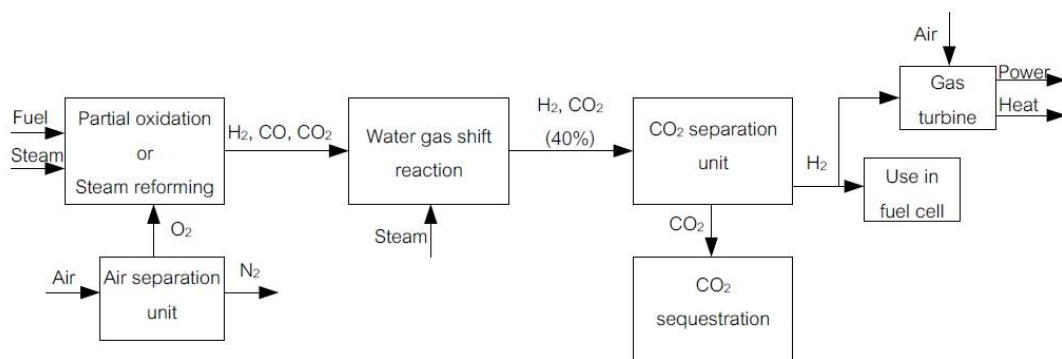 Fuel
Steam
Partial oxidation
or
Steam reforming
H₂, CO, CO₂
Water gas shift
reaction
Steam
H₂, CO₂
(40%)
CO₂ separation
unit
H₂
Air
Gas
turbine
Power
Heat
Use in
fuel cell
O₂
CO₂
Air
Air separation
unit
N₂
CO₂
sequestration